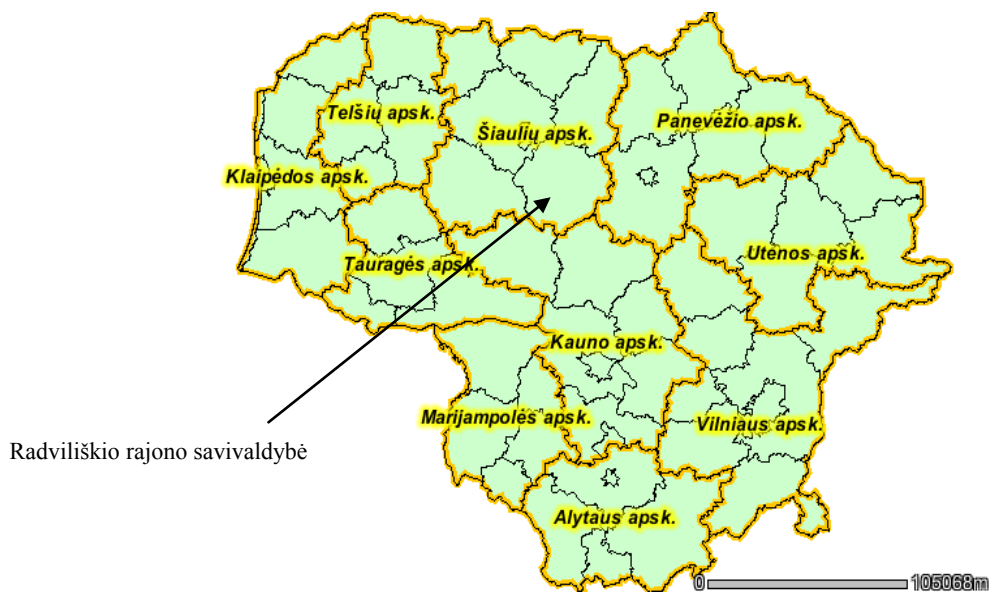 Telšių apsk.
Šiaulių apsk.
Panevėžio apsk.
Klaipėdos apsk.
Utenos apsk.
Tauragės apsk.
Kauno apsk.
Marijampolės apsk.
Vilniaus apsk.
Radviliškio rajono savivaldybė
Alytaus apsk.
0 105068m